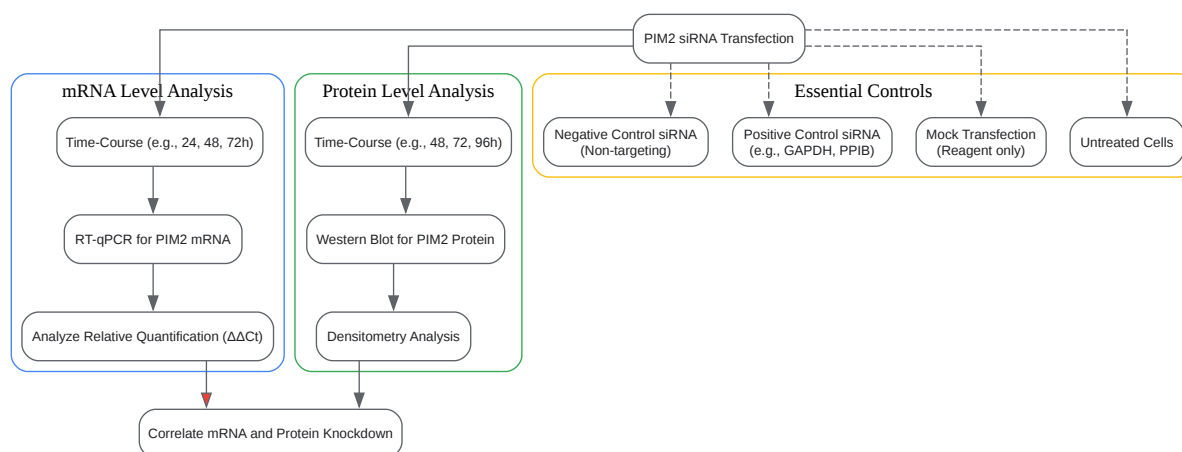 PIM2 siRNA Transfection
mRNA Level Analysis
Protein Level Analysis
Essential Controls
Time-Course (e.g., 24, 48, 72h)
Time-Course (e.g., 48, 72, 96h)
Negative Control siRNA
(Non-targeting)
Positive Control siRNA
(e.g., GAPDH, PPIB)
Mock Transfection
(Reagent only)
Untreated Cells
RT-qPCR for PIM2 mRNA
Western Blot for PIM2 Protein
Analyze Relative Quantification (ΔΔCt)
Densitometry Analysis
Correlate mRNA and Protein Knockdown